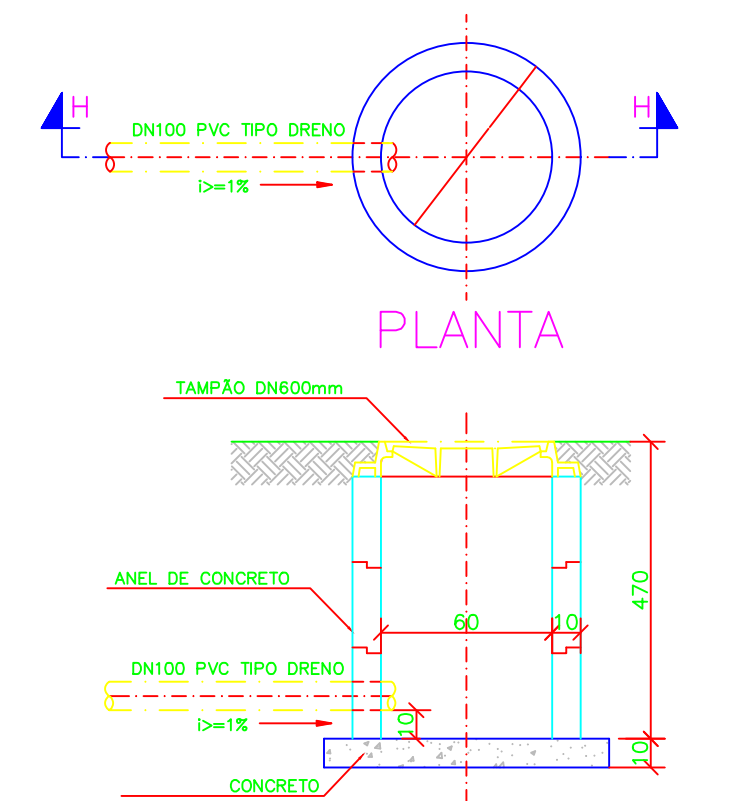 H
H
DN100 PVC TIPO DRENO
i>=1%
PLANTA
TAMPÃO DN600mm
ANEL DE CONCRETO
470
60
10
DN100 PVC TIPO DRENO
i>=1%
10
10
CONCRETO